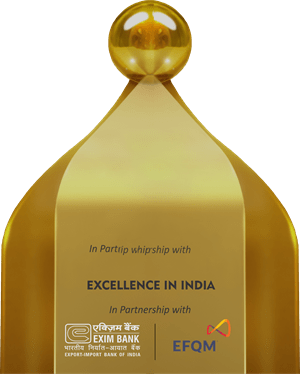 In Partiip whipship with
EXCELLENCE IN INDIA
In Partnership with
एक्ज़िम बैंक
EXIM BANK
भारतीय निर्यात-आयात बैंक
EXPORT-IMPORT BANK OF INDIA
EFQM